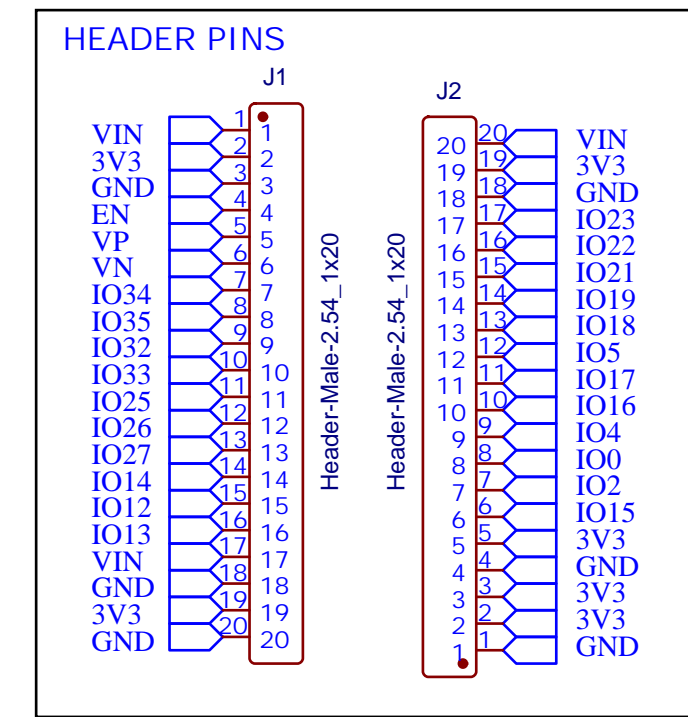 HEADER PINS
J1
VIN 1 1
3V3 2 2
GND 3 3
EN 4 4
VP 5 5
VN 6 6
IO34 7 7
IO35 8 8
IO32 9 9
IO33 10 10
IO25 11 11
IO26 12 12
IO27 13 13
IO14 14 14
IO12 15 15
IO13 16 16
VIN 17 17
GND 18 18
3V3 19 19
GND 20 20
Header-Male-2.54_1x20
J2
20 20 VIN
19 19 3V3
18 18 GND
17 17 IO23
16 16 IO22
15 15 IO21
14 14 IO19
13 13 IO18
12 12 IO5
11 11 IO17
10 10 IO16
9 9 IO4
8 8 IO0
7 7 IO2
6 6 IO15
5 5 3V3
4 4 GND
3 3 3V3
2 2 3V3
1 1 GND
Header-Male-2.54_1x20